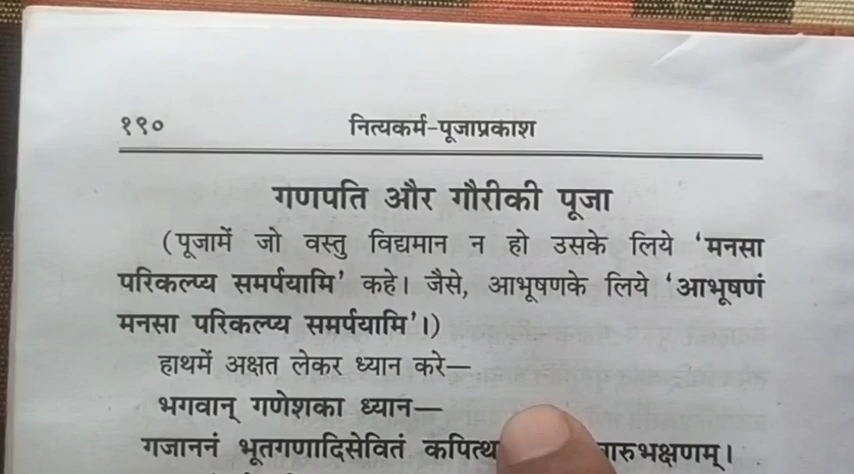 १९० नित्यकर्म-पूजाप्रकाश
गणपति और गौरीकी पूजा
(पूजामें जो वस्तु विद्यमान न हो उसके लिये ‘मनसा
परिकल्प्य समर्पयामि’ कहे। जैसे, आभूषणके लिये ‘आभूषणं
मनसा परिकल्प्य समर्पयामि’।)
हाथमें अक्षत लेकर ध्यान करे—
भगवान् गणेशका ध्यान—
गजाननं भूतगणादिसेवितं